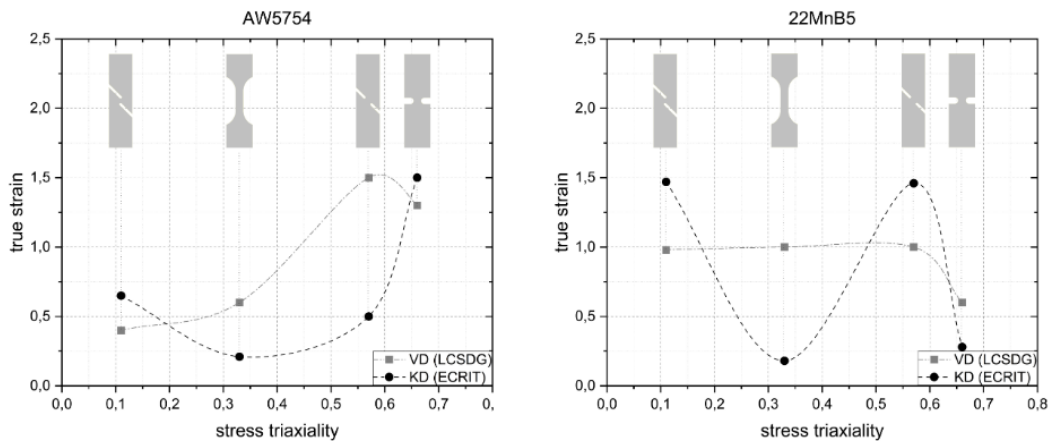 AW5754
2,5
2,0
1,5
1,0
0,5
0,0
true strain
VD (LCSDG)
KD (ECRIT)
0,0 0,1 0,2 0,3 0,4 0,5 0,6 0,7 0,
stress triaxiality
22MnB5
2,5
2,0
1,5
1,0
0,5
0,0
true strain
VD (LCSDG)
KD (ECRIT)
0,0 0,1 0,2 0,3 0,4 0,5 0,6 0,7 0,8
stress triaxiality